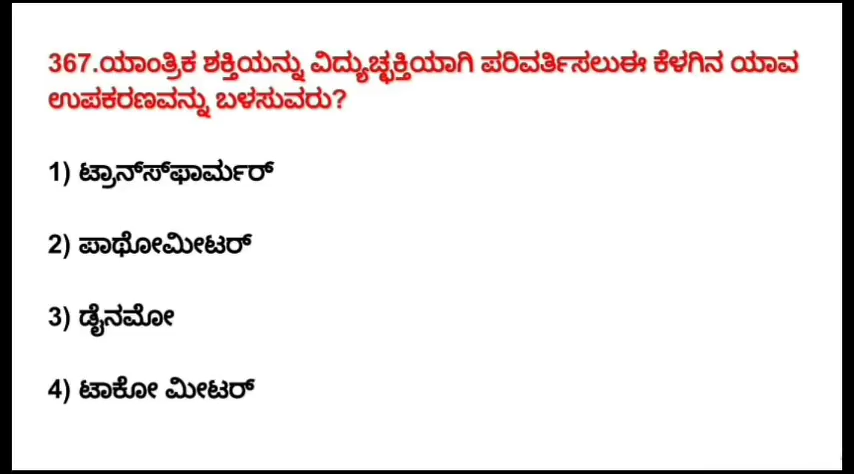 367.ಯಾಂತ್ರಿಕ ಶಕ್ತಿಯನ್ನು ವಿದ್ಯುಚ್ಛಕ್ತಿಯಾಗಿ ಪರಿವರ್ತಿಸಲುಈ ಕೆಳಗಿನ ಯಾವ
ಉಪಕರಣವನ್ನು ಬಳಸುವರು?
1) ಟ್ರಾನ್ಸ್‌ಫಾರ್ಮರ್
2) ಪಾಥೋಮೀಟರ್
3) ಡೈನಮೋ
4) ಟಾಕೋ ಮೀಟರ್